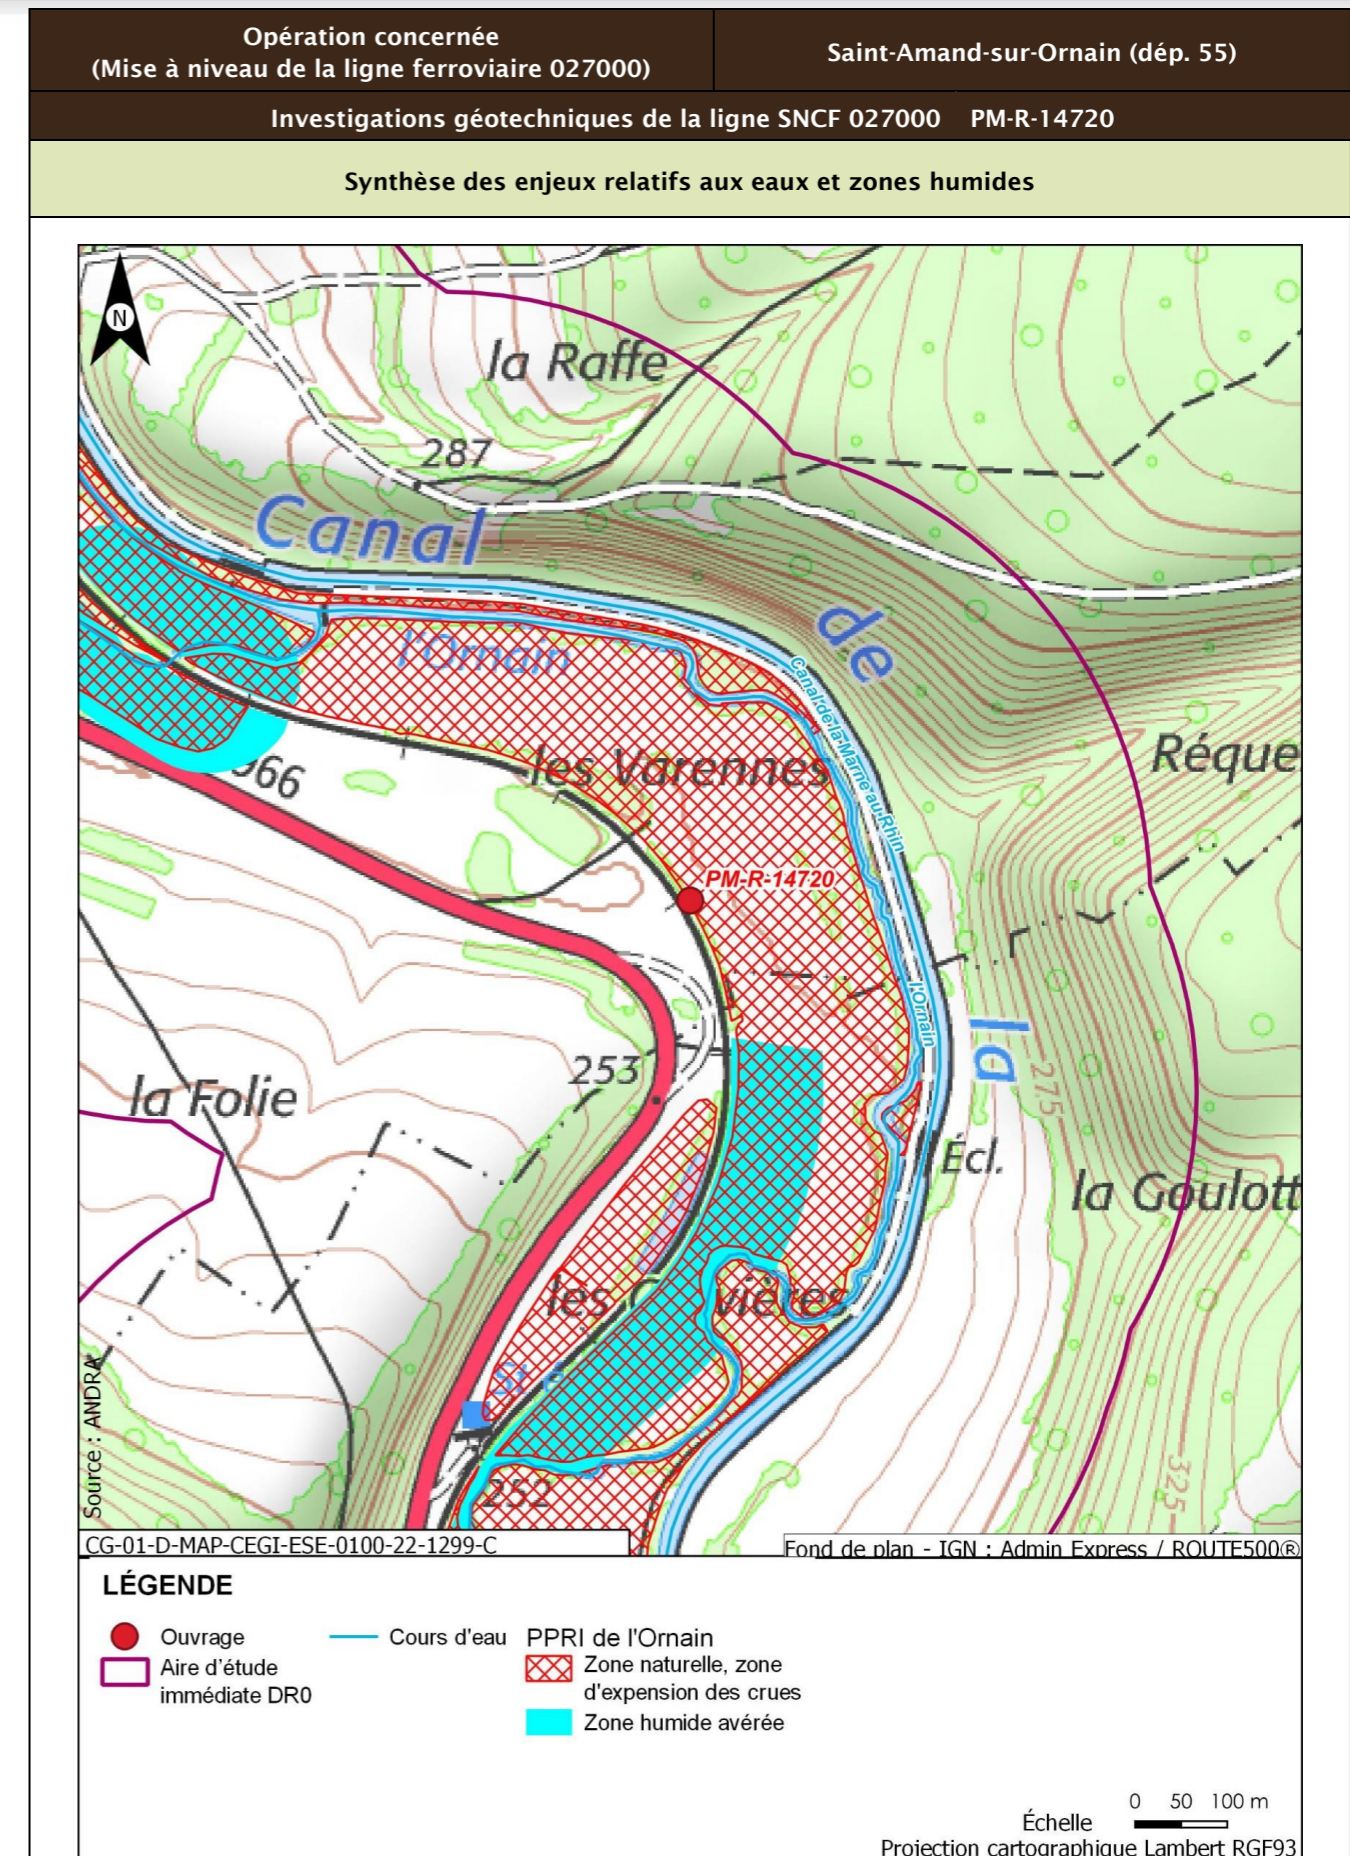 Opération concernée
(Mise à niveau de la ligne ferroviaire 027000)
Saint-Amand-sur-Ornain (dép. 55)
Investigations géotechniques de la ligne SNCF 027000 PM-R-14720
Synthèse des enjeux relatifs aux eaux et zones humides
N
la Raffe
287
Canal
de
l'Ornain
Canal de la Marne au Rhin
Réque
les Varennes
966
PM-R-14720
l'Ornain
la
253
275
la Folie
Écl.
la Goulott
les
vières
252
325
Source : ANDRA
CG-01-D-MAP-CEGI-ESE-0100-22-1299-C
Fond de plan - IGN : Admin Express / ROUTE500®
LÉGENDE
Ouvrage
Aire d'étude
immédiate DR0
Cours d'eau
PPRI de l'Ornain
Zone naturelle, zone
d'expension des crues
Zone humide avérée
0 50 100 m
Échelle
Projection cartographique Lambert RGF93